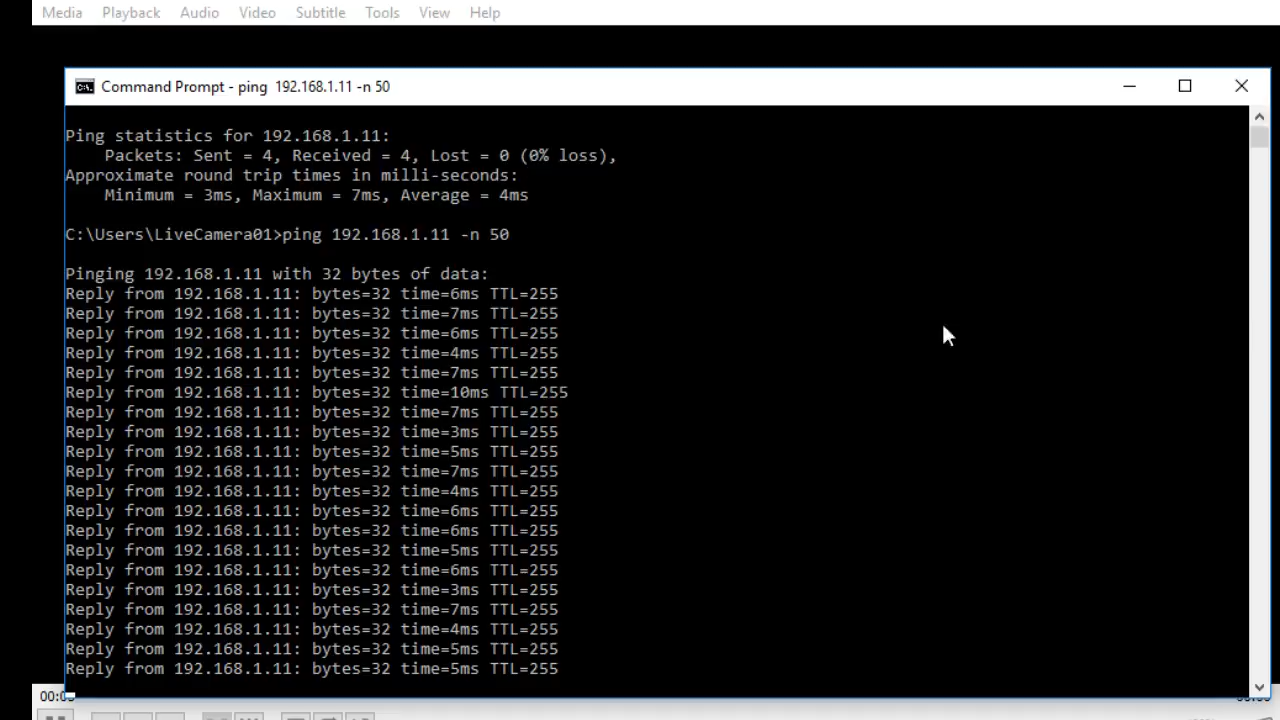 Media Playback Audio Video Subtitle Tools View Help
Command Prompt - ping 192.168.1.11 -n 50
Ping statistics for 192.168.1.11:
Packets: Sent = 4, Received = 4, Lost = 0 (0% loss),
Approximate round trip times in milli-seconds:
Minimum = 3ms, Maximum = 7ms, Average = 4ms
C:\Users\LiveCamera01>ping 192.168.1.11 -n 50
Pinging 192.168.1.11 with 32 bytes of data:
Reply from 192.168.1.11: bytes=32 time=6ms TTL=255
Reply from 192.168.1.11: bytes=32 time=7ms TTL=255
Reply from 192.168.1.11: bytes=32 time=6ms TTL=255
Reply from 192.168.1.11: bytes=32 time=4ms TTL=255
Reply from 192.168.1.11: bytes=32 time=7ms TTL=255
Reply from 192.168.1.11: bytes=32 time=10ms TTL=255
Reply from 192.168.1.11: bytes=32 time=7ms TTL=255
Reply from 192.168.1.11: bytes=32 time=3ms TTL=255
Reply from 192.168.1.11: bytes=32 time=5ms TTL=255
Reply from 192.168.1.11: bytes=32 time=7ms TTL=255
Reply from 192.168.1.11: bytes=32 time=4ms TTL=255
Reply from 192.168.1.11: bytes=32 time=6ms TTL=255
Reply from 192.168.1.11: bytes=32 time=6ms TTL=255
Reply from 192.168.1.11: bytes=32 time=5ms TTL=255
Reply from 192.168.1.11: bytes=32 time=6ms TTL=255
Reply from 192.168.1.11: bytes=32 time=3ms TTL=255
Reply from 192.168.1.11: bytes=32 time=7ms TTL=255
Reply from 192.168.1.11: bytes=32 time=4ms TTL=255
Reply from 192.168.1.11: bytes=32 time=5ms TTL=255
Reply from 192.168.1.11: bytes=32 time=5ms TTL=255